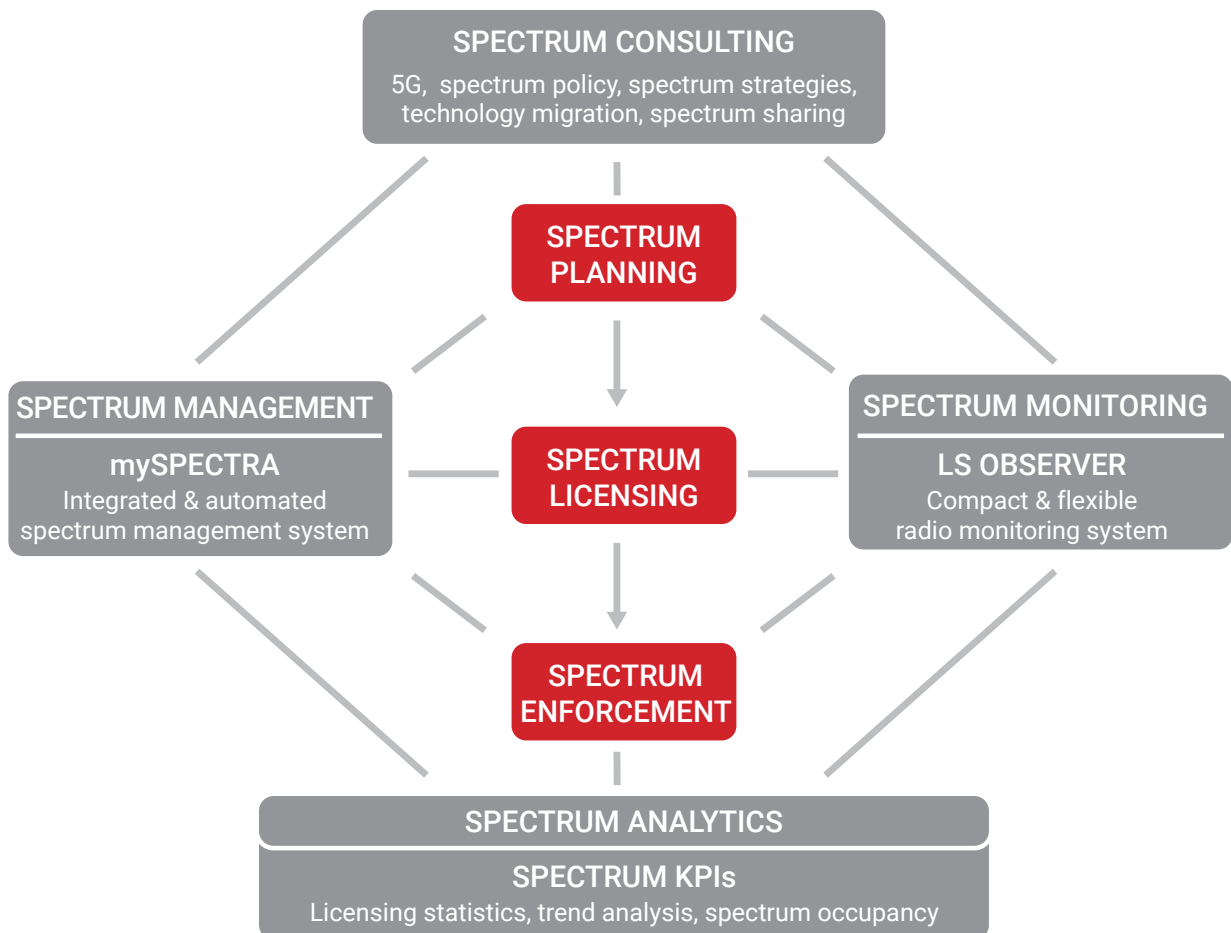 SPECTRUM CONSULTING
5G, spectrum policy, spectrum strategies,
technology migration, spectrum sharing
SPECTRUM
PLANNING
SPECTRUM MANAGEMENT
mySPECTRA
Integrated & automated
spectrum management system
SPECTRUM
LICENSING
SPECTRUM MONITORING
LS OBSERVER
Compact & flexible
radio monitoring system
SPECTRUM
ENFORCEMENT
SPECTRUM ANALYTICS
SPECTRUM KPIs
Licensing statistics, trend analysis, spectrum occupancy